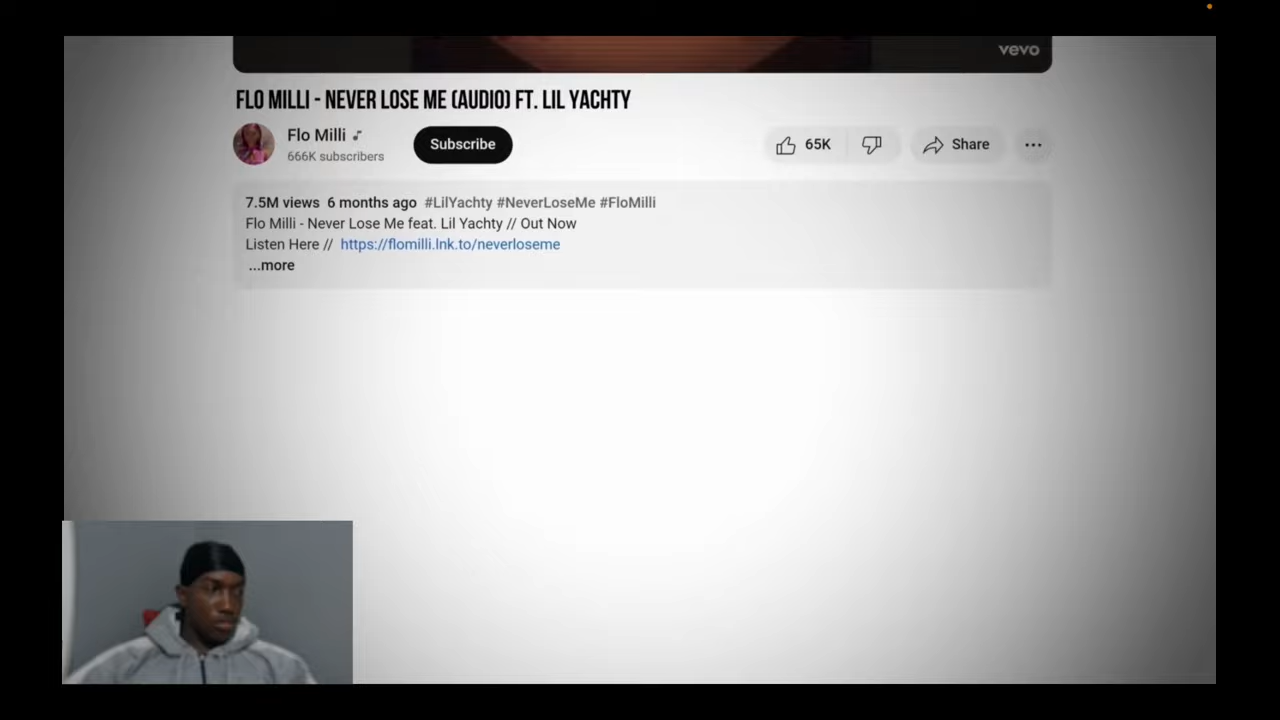 vevo
FLO MILLI - NEVER LOSE ME (AUDIO) FT. LIL YACHTY
Flo Milli
666K subscribers
Subscribe
65K
Share
7.5M views 6 months ago #LilYachty #NeverLoseMe #FloMilli
Flo Milli - Never Lose Me feat. Lil Yachty // Out Now
Listen Here // https://flomilli.lnk.to/neverloseme
...more